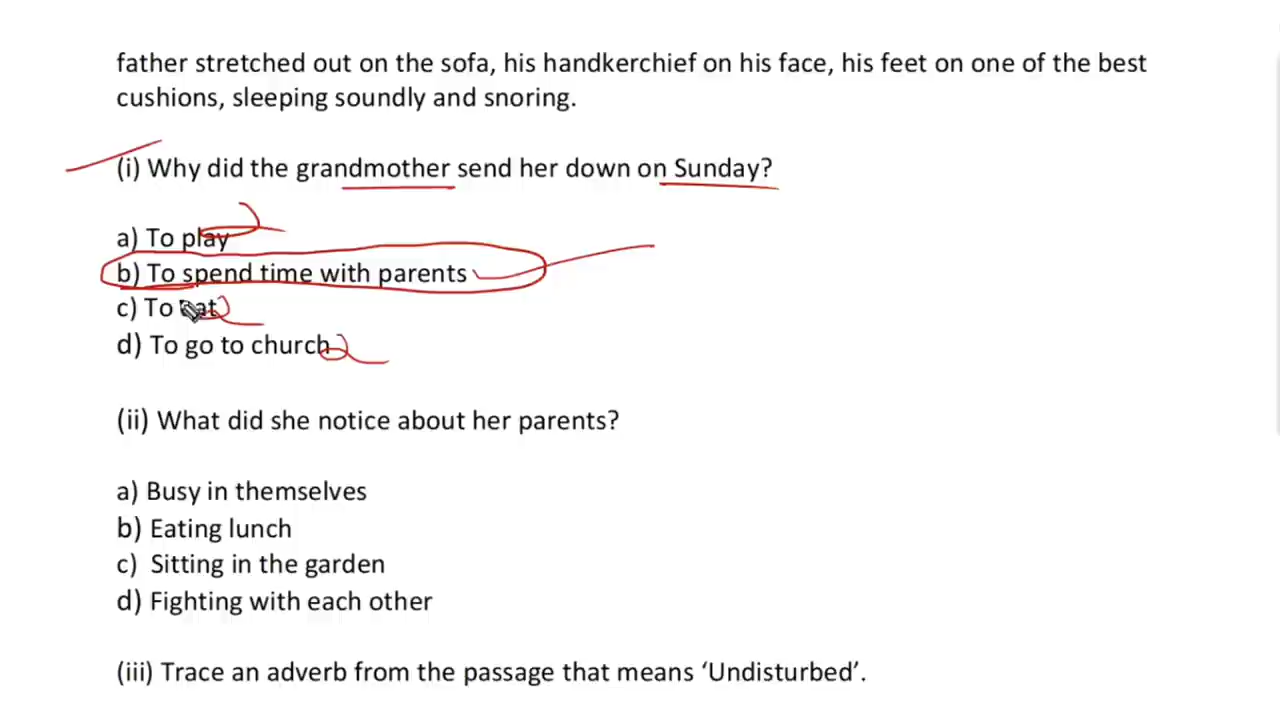 father stretched out on the sofa, his handkerchief on his face, his feet on one of the best
cushions, sleeping soundly and snoring.
(i) Why did the grandmother send her down on Sunday?
a) To play
b) To spend time with parents
c) To eat
d) To go to church
(ii) What did she notice about her parents?
a) Busy in themselves
b) Eating lunch
c) Sitting in the garden
d) Fighting with each other
(iii) Trace an adverb from the passage that means ‘Undisturbed’.